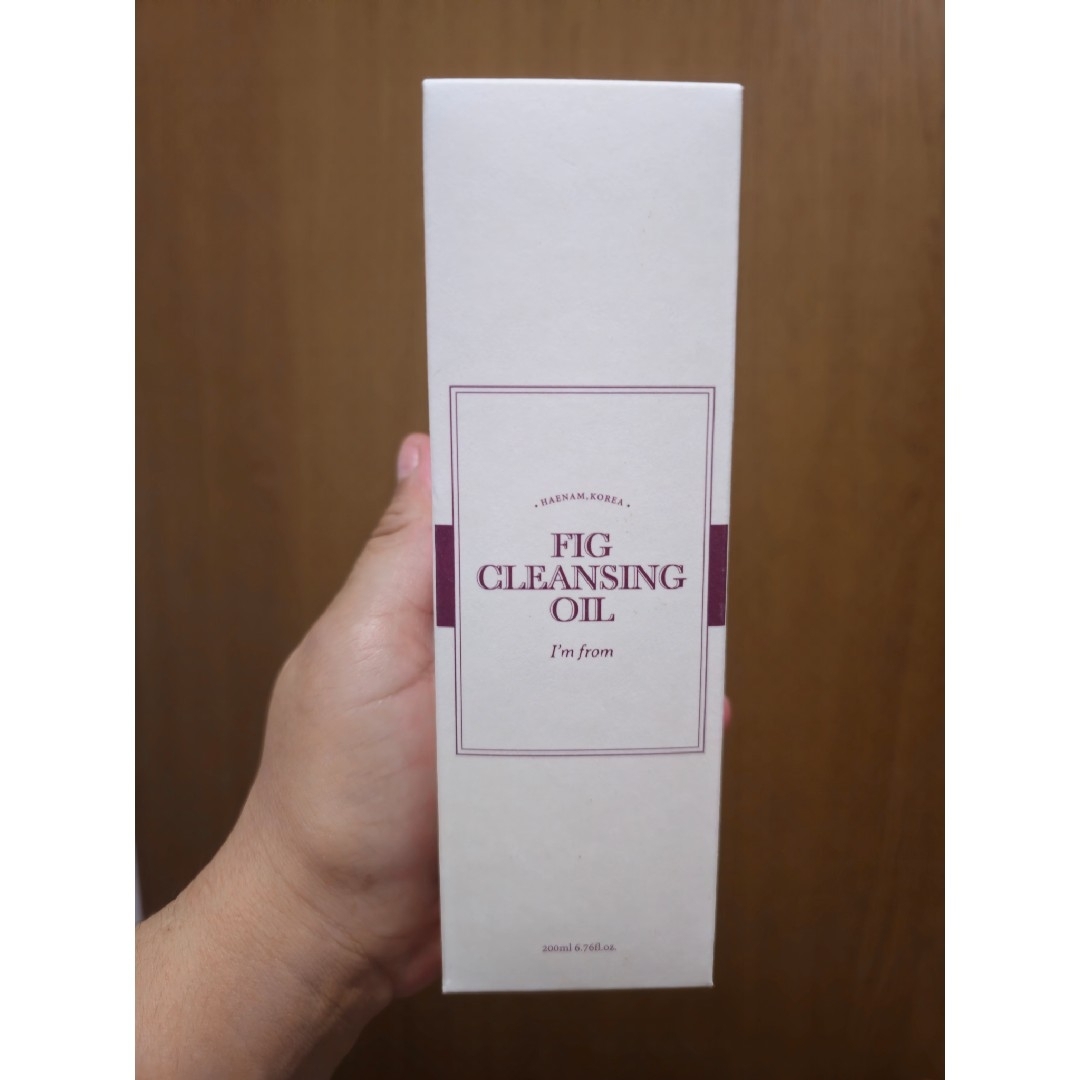 • HAENAM, KOREA •
FIG
CLEANSING
OIL
I'm from
200ml 6.76fl.oz.